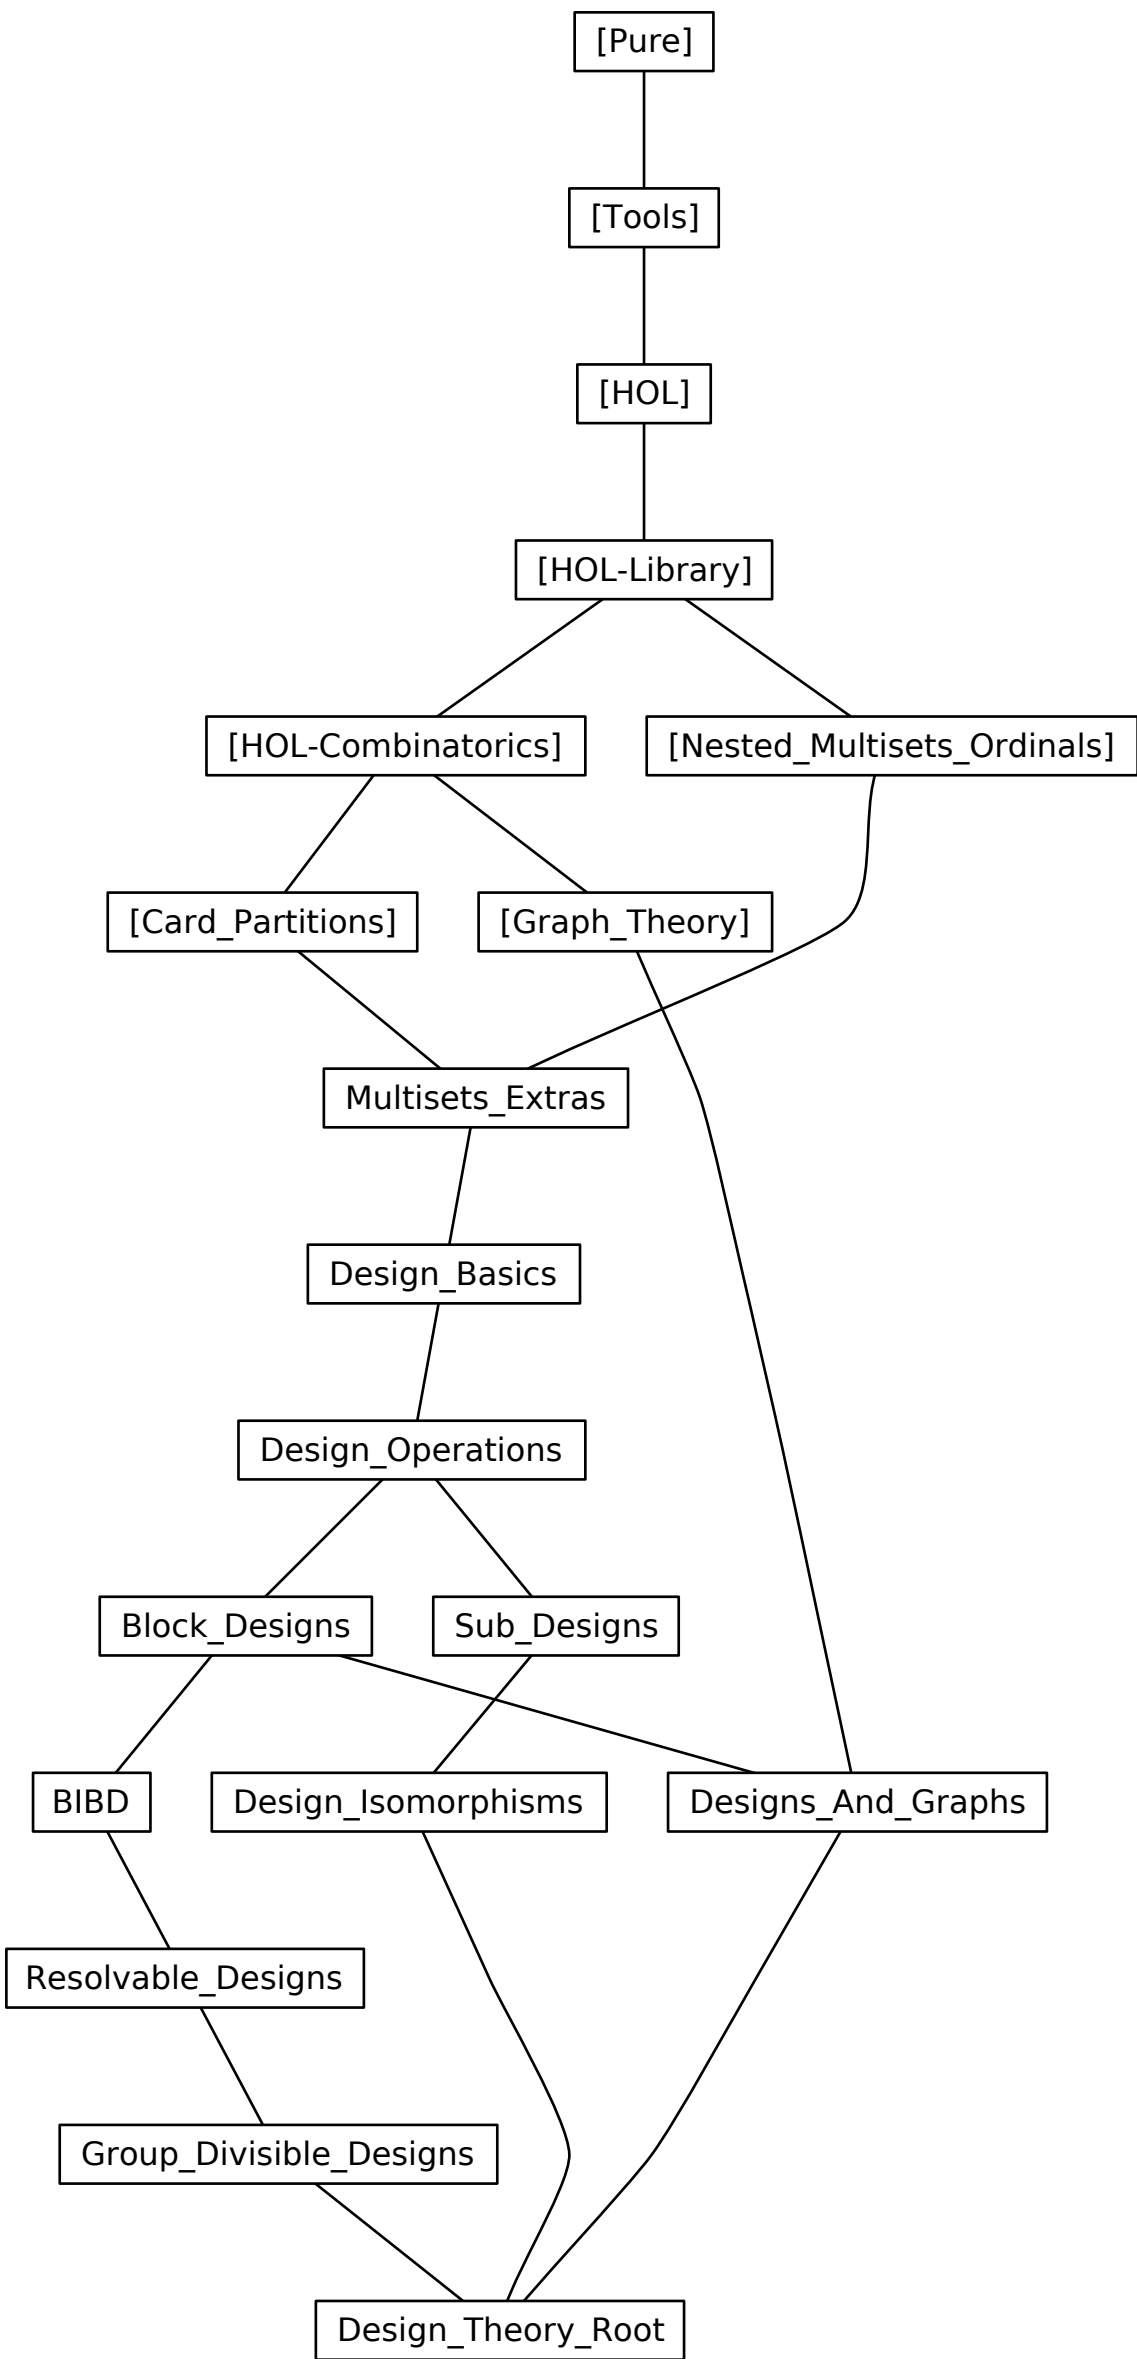 [Pure]
[Tools]
[HOL]
[HOL-Library]
[HOL-Combinatorics]
[Nested_Multisets_Ordinals]
[Card_Partitions]
[Graph_Theory]
Multisets_Extras
Design_Basics
Design_Operations
Block_Designs
Sub_Designs
BIBD
Design_Isomorphisms
Designs_And_Graphs
Resolvable_Designs
Group_Divisible_Designs
Design_Theory_Root